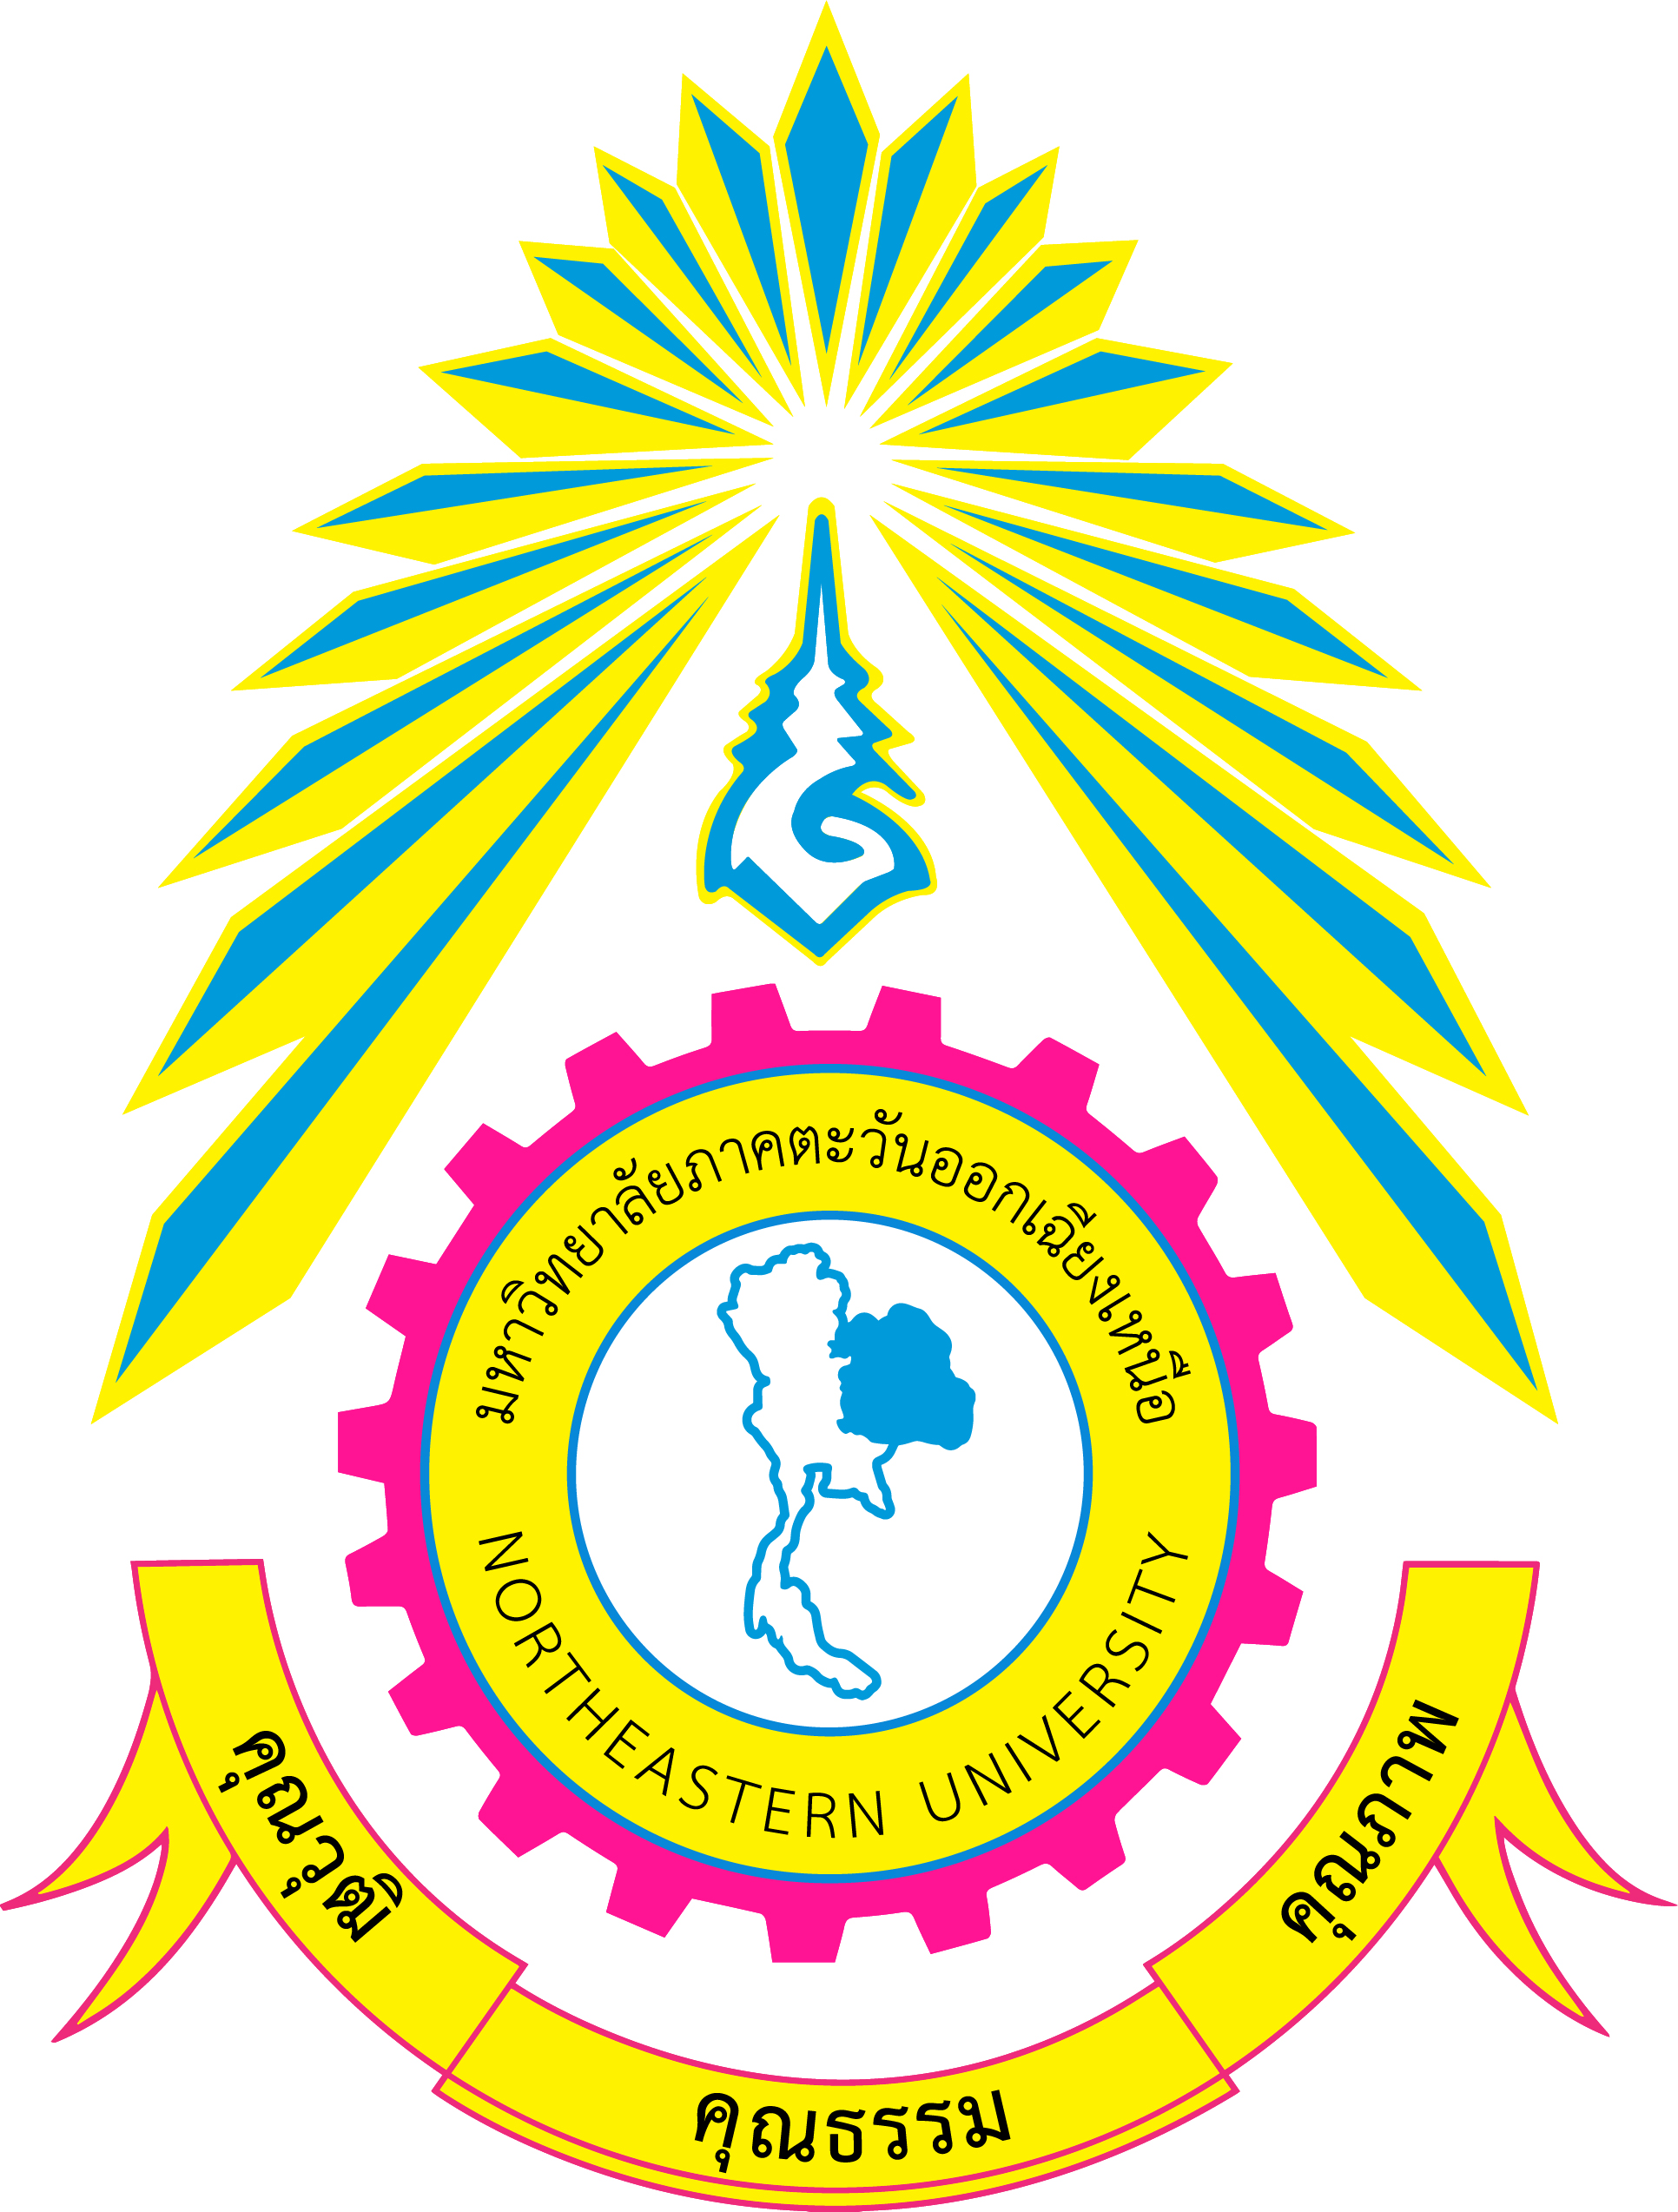 มหาวิทยาลัยภาคตะวันออกเฉียงเหนือ
NORTHEASTERN UNIVERSITY
คุณวุฒิ
คุณธรรม
คุณภาพ